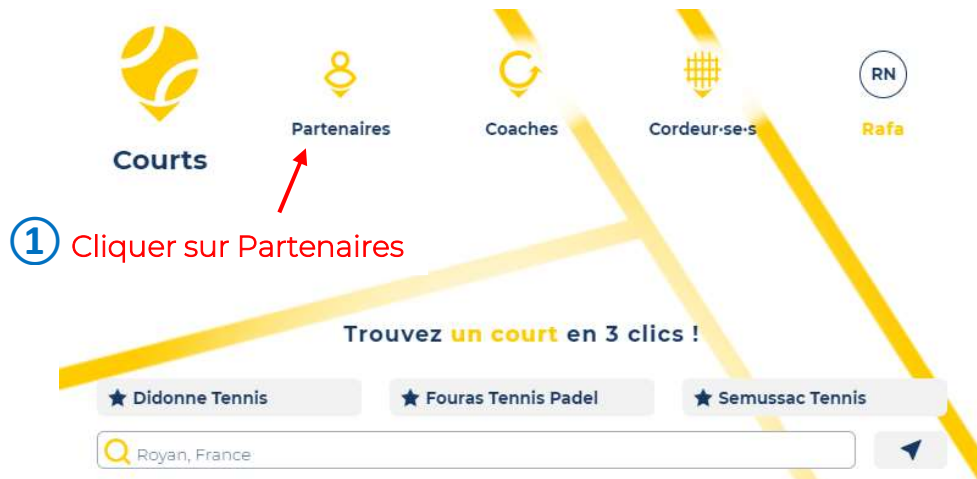 Courts
Partenaires
Coaches
Cordeur·se·s
RN
Rafa
1 Cliquer sur Partenaires
Trouvez un court en 3 clics !
★ Didonne Tennis
★ Fouras Tennis Padel
★ Semussac Tennis
Royan, France